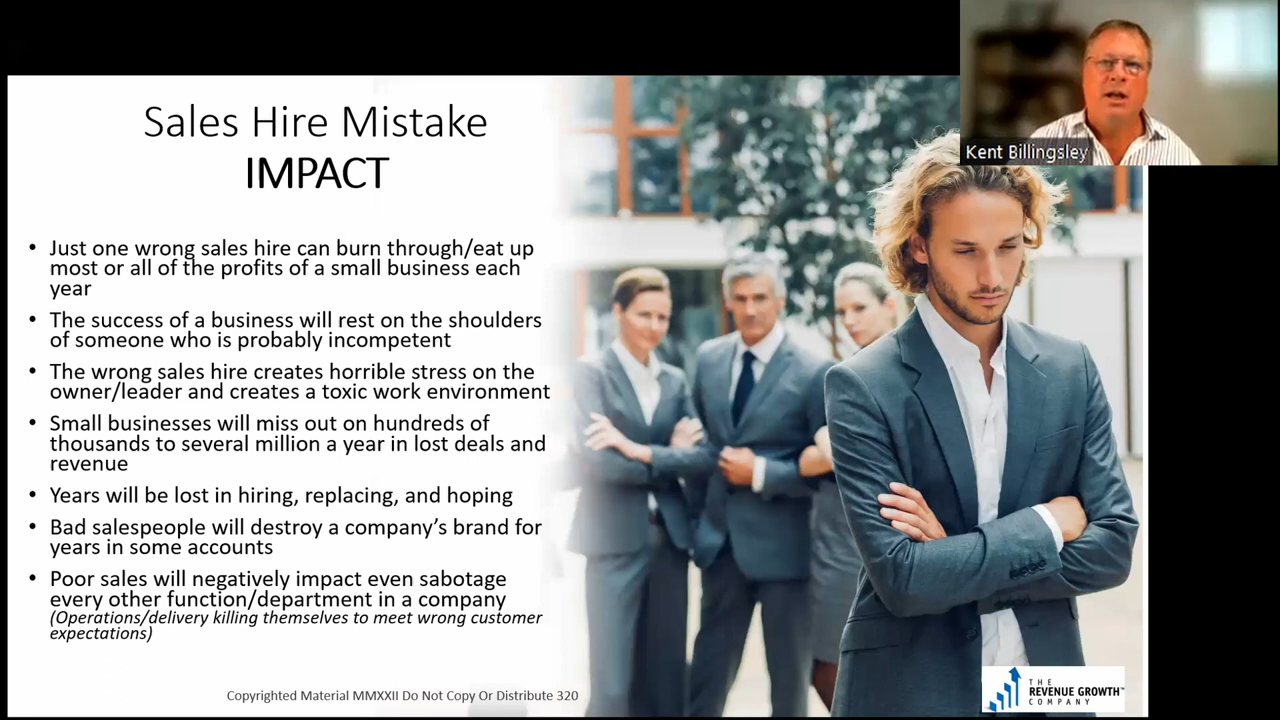 Kent Billingsley
Sales Hire Mistake
IMPACT
• Just one wrong sales hire can burn through/eat up
most or all of the profits of a small business each
year
• The success of a business will rest on the shoulders
of someone who is probably incompetent
• The wrong sales hire creates horrible stress on the
owner/leader and creates a toxic work environment
• Small businesses will miss out on hundreds of
thousands to several million a year in lost deals and
revenue
• Years will be lost in hiring, replacing, and hoping
• Bad salespeople will destroy a company’s brand for
years in some accounts
• Poor sales will negatively impact even sabotage
every other function/department in a company
(Operations/delivery killing themselves to meet wrong customer
expectations)
Copyrighted Material MMXXII Do Not Copy Or Distribute 320
THE
REVENUE GROWTH™
COMPANY